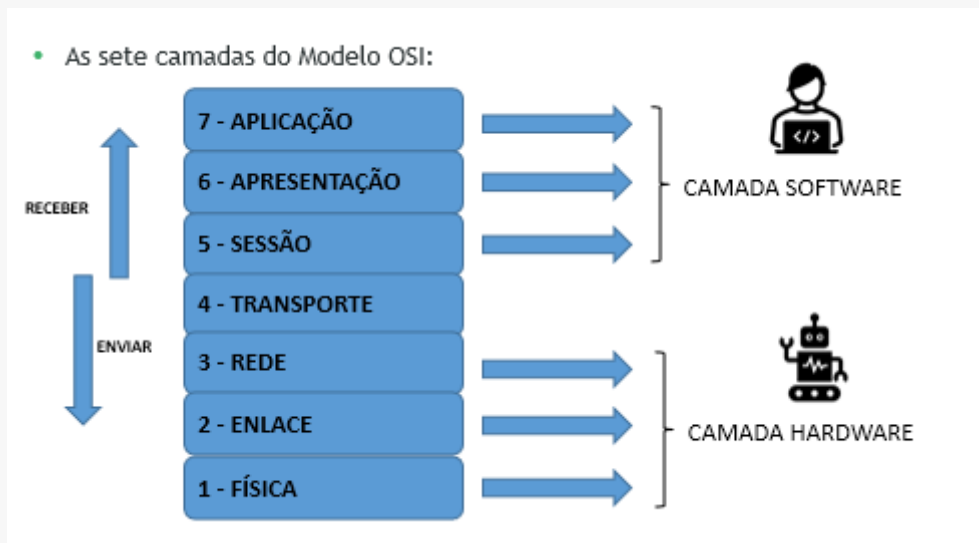 • As sete camadas do Modelo OSI:
7 - APLICAÇÃO
6 - APRESENTAÇÃO
5 - SESSÃO
4 - TRANSPORTE
3 - REDE
2 - ENLACE
1 - FÍSICA
RECEBER
ENVIAR
</>
CAMADA SOFTWARE
CAMADA HARDWARE